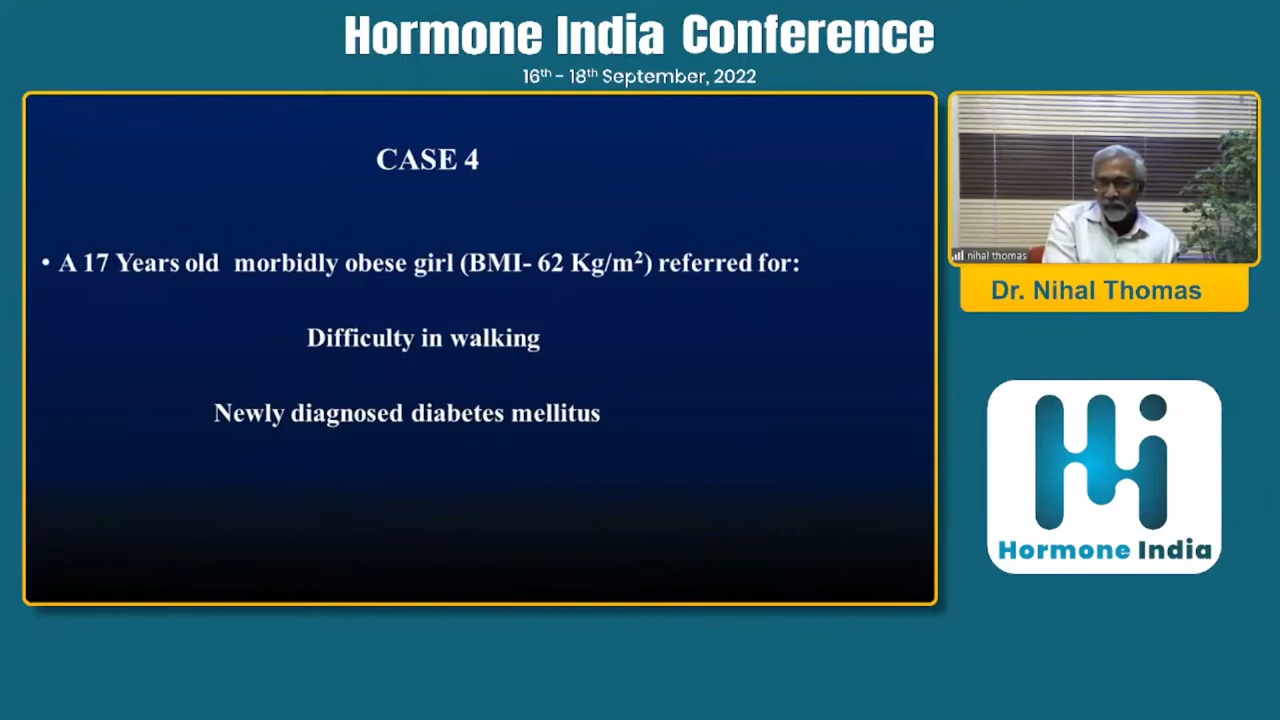 Hormone India Conference
16th - 18th September, 2022
CASE 4
• A 17 Years old morbidly obese girl (BMI- 62 Kg/m²) referred for:
Difficulty in walking
Newly diagnosed diabetes mellitus
nihal thomas
Dr. Nihal Thomas
Hi
Hormone India